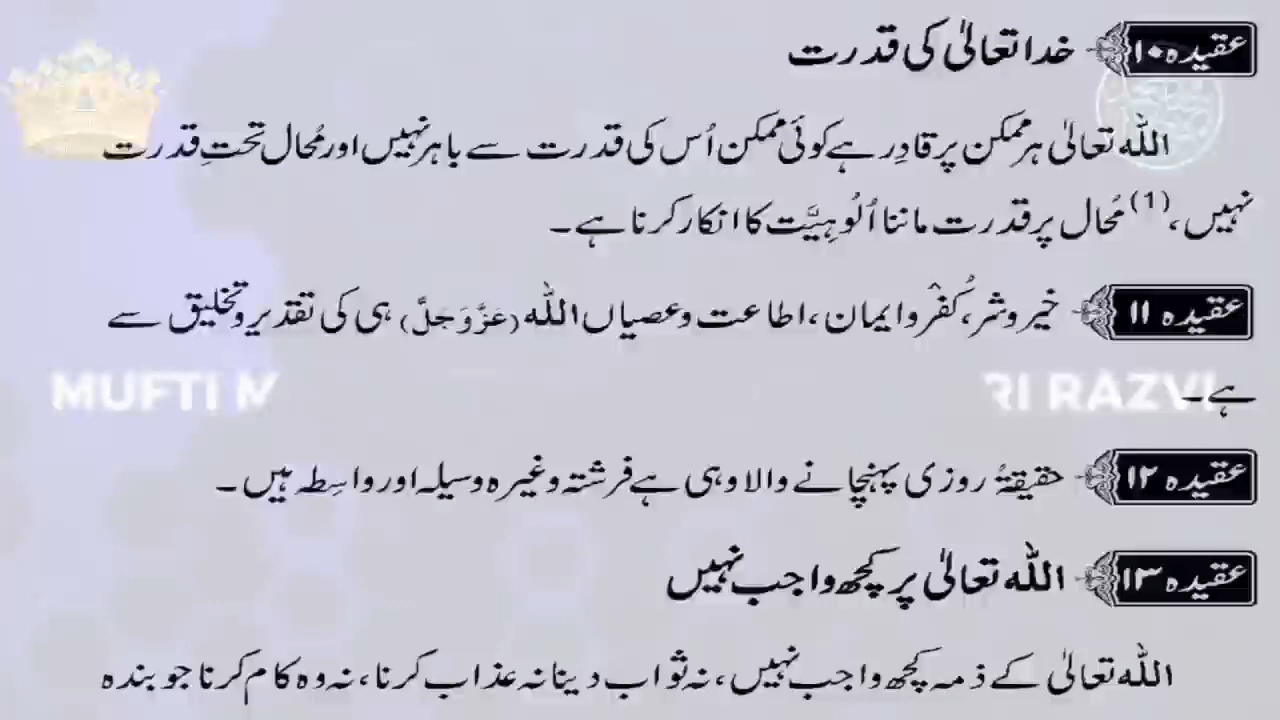 عقیدہ ۱۰ خدا تعالیٰ کی قدرت
اللہ تعالیٰ ہر ممکن پر قادِر ہے کوئی ممکن اُس کی قدرت سے باہر نہیں اور مُحال تحتِ قدرت
نہیں، (1) مُحال پر قدرت ماننا اُلُوہِیَّت کا انکار کرنا ہے۔
عقیدہ ۱۱ خیر و شر، کُفر و ایمان، اطاعت و عصیاں اللہ (عَزَّوَجَلَّ) ہی کی تقدیر و تخلیق سے
ہے۔
MUFTI M RI RAZVI
عقیدہ ۱۲ حقیقۃً روزی پہنچانے والا وہی ہے فرشتہ وغیرہ وسیلہ اور واسِطہ ہیں۔
عقیدہ ۱۳ اللہ تعالیٰ پر کچھ واجب نہیں
اللہ تعالیٰ کے ذمہ کچھ واجب نہیں، نہ ثواب دینا نہ عذاب کرنا، نہ وہ کام کرنا جو بندہ